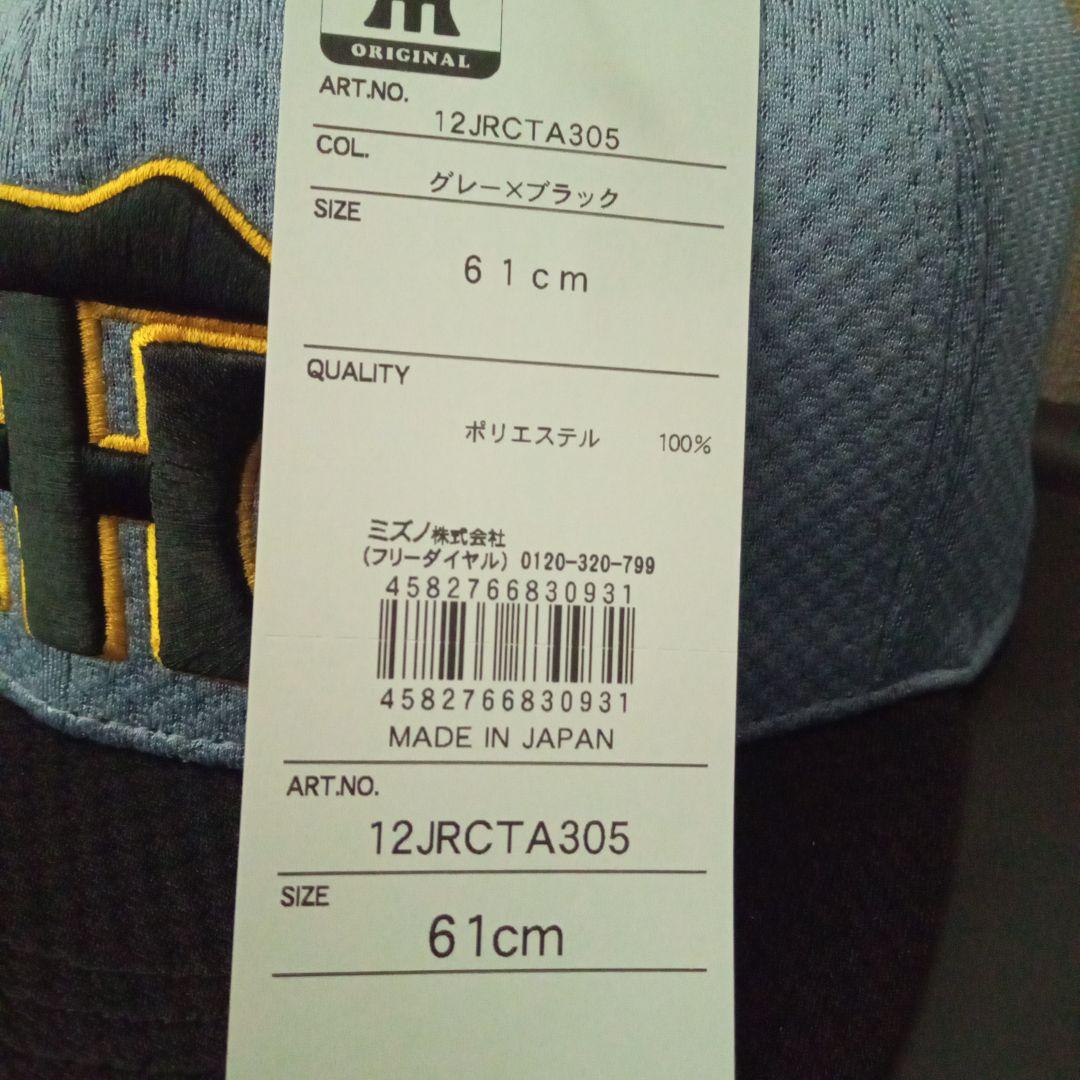 ORIGINAL
ART.NO.
12JRCTA305
COL.
グレー×ブラック
SIZE
61cm
QUALITY
ポリエステル 100%
ミズノ株式会社
(フリーダイヤル) 0120-320-799
4582766830931
4582766830931
MADE IN JAPAN
ART.NO.
12JRCTA305
SIZE
61cm